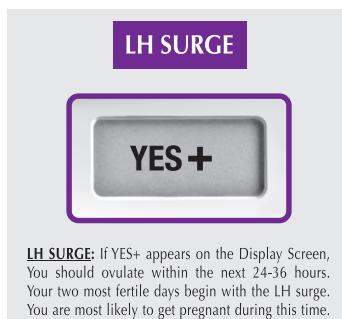 LH SURGE
YES+
LH SURGE: If YES+ appears on the Display Screen,
You should ovulate within the next 24-36 hours.
Your two most fertile days begin with the LH surge.
You are most likely to get pregnant during this time.